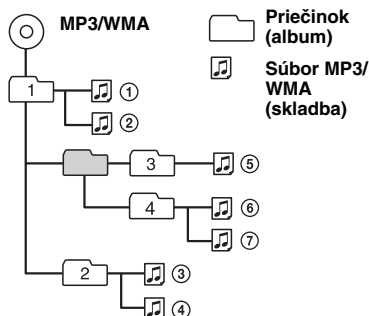 MP3/WMA
Priečinok
(album)
Súbor MP3/
WMA
(skladba)
1
①
②
3
⑤
4
⑥
⑦
2
③
④